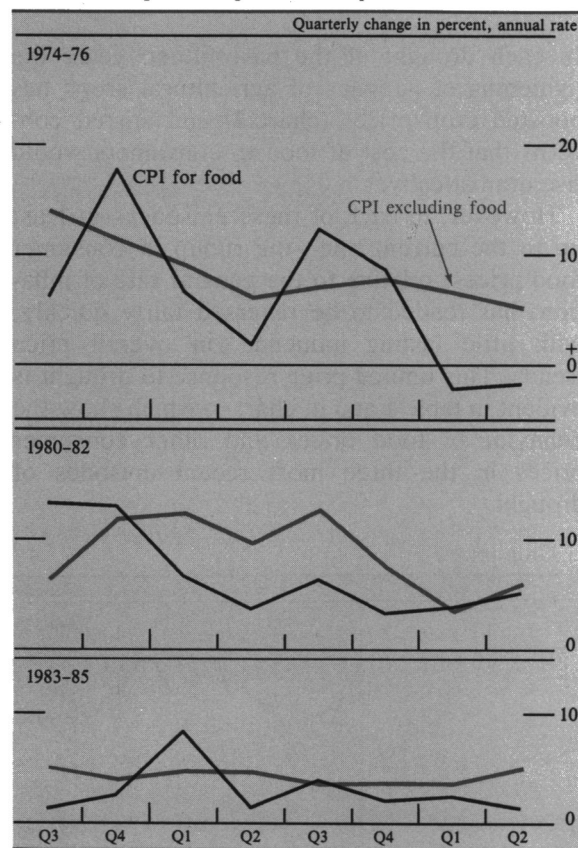 Quarterly change in percent, annual rate
1974–76
20
CPI for food
CPI excluding food
10
+
0
1980–82
10
0
1983–85
10
0
Q3 Q4 Q1 Q2 Q3 Q4 Q1 Q2